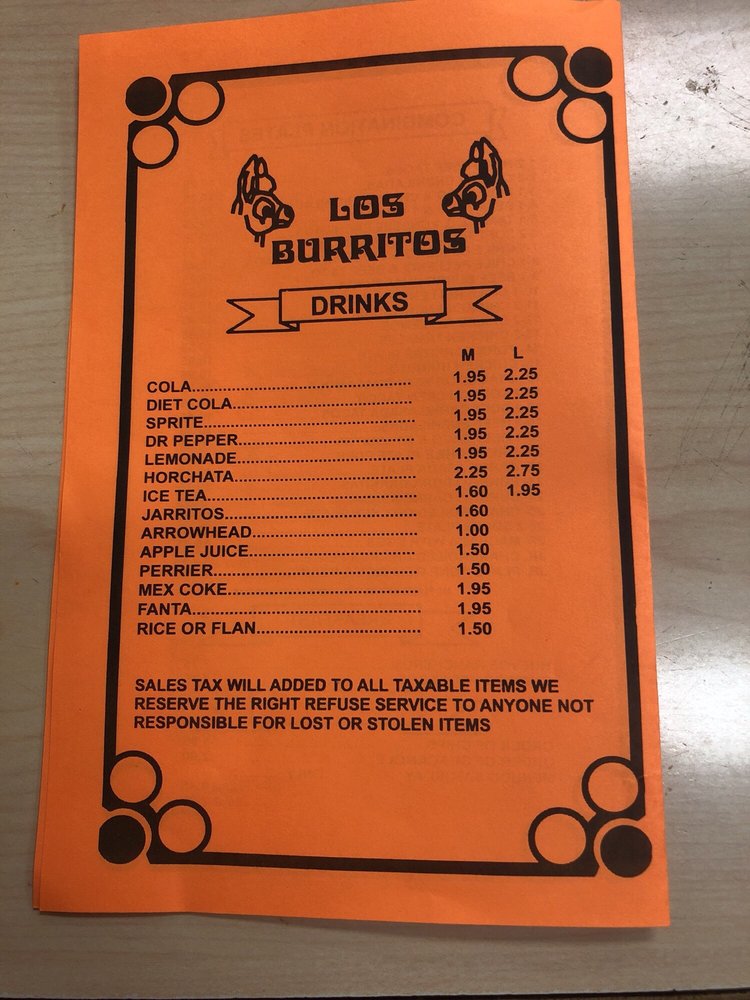 LOS
BURRITOS
DRINKS
M L
COLA........................................ 1.95 2.25
DIET COLA................................. 1.95 2.25
SPRITE....................................... 1.95 2.25
DR PEPPER................................ 1.95 2.25
LEMONADE................................ 1.95 2.25
HORCHATA................................. 2.25 2.75
ICE TEA...................................... 1.60 1.95
JARRITOS................................... 1.60
ARROWHEAD.............................. 1.00
APPLE JUICE............................... 1.50
PERRIER..................................... 1.50
MEX COKE................................... 1.95
FANTA......................................... 1.95
RICE OR FLAN.............................. 1.50
SALES TAX WILL ADDED TO ALL TAXABLE ITEMS WE
RESERVE THE RIGHT REFUSE SERVICE TO ANYONE NOT
RESPONSIBLE FOR LOST OR STOLEN ITEMS